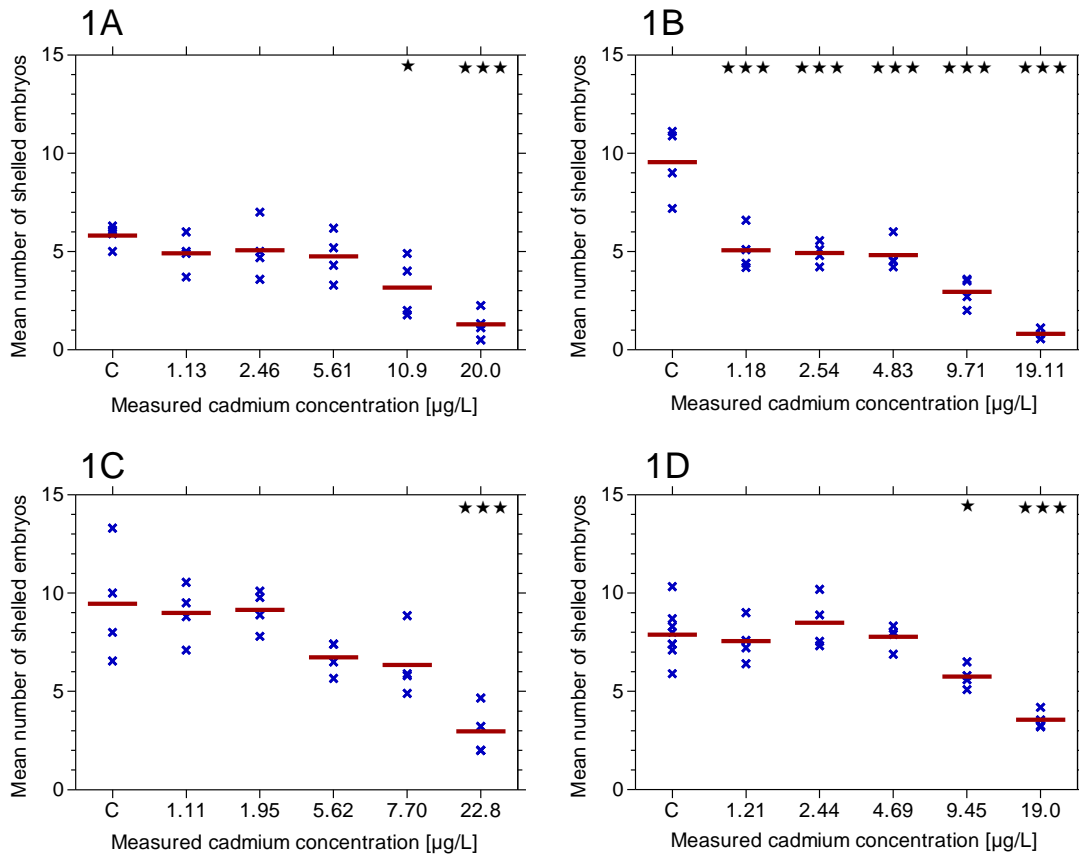 1A
Mean number of shelled embryos
15
10
5
0
★ ★★★
C 1.13 2.46 5.61 10.9 20.0
Measured cadmium concentration [µg/L]
1B
Mean number of shelled embryos
15
10
5
0
★★★ ★★★ ★★★ ★★★ ★★★
C 1.18 2.54 4.83 9.71 19.11
Measured cadmium concentration [µg/L]
1C
Mean number of shelled embryos
15
10
5
0
★★★
C 1.11 1.95 5.62 7.70 22.8
Measured cadmium concentration [µg/L]
1D
Mean number of shelled embryos
15
10
5
0
★ ★★★
C 1.21 2.44 4.69 9.45 19.0
Measured cadmium concentration [µg/L]